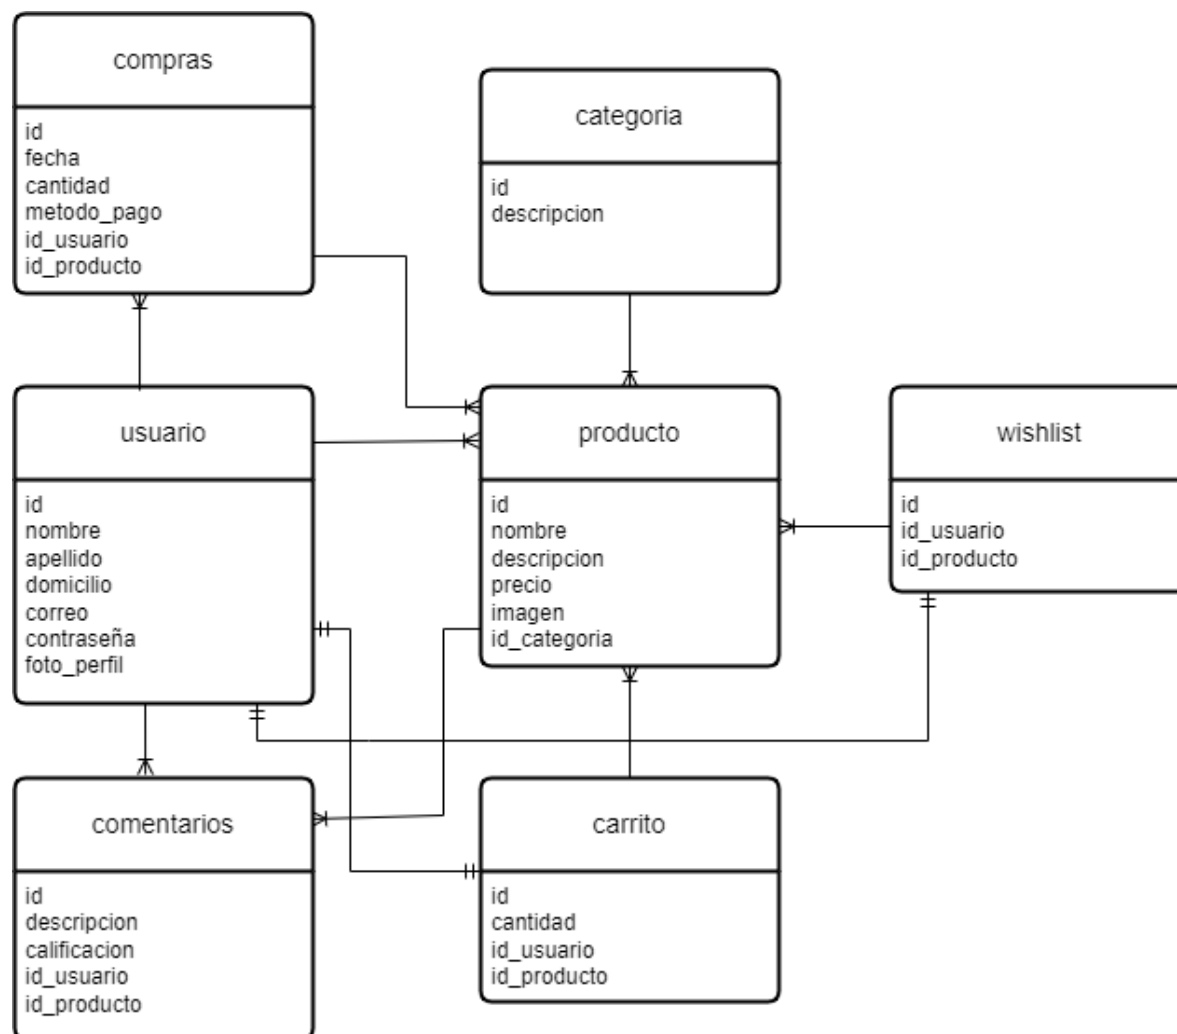 compras
id
fecha
cantidad
metodo_pago
id_usuario
id_producto
categoria
id
descripcion
usuario
id
nombre
apellido
domicilio
correo
contraseña
foto_perfil
producto
id
nombre
descripcion
precio
imagen
id_categoria
wishlist
id
id_usuario
id_producto
comentarios
id
descripcion
calificacion
id_usuario
id_producto
carrito
id
cantidad
id_usuario
id_producto